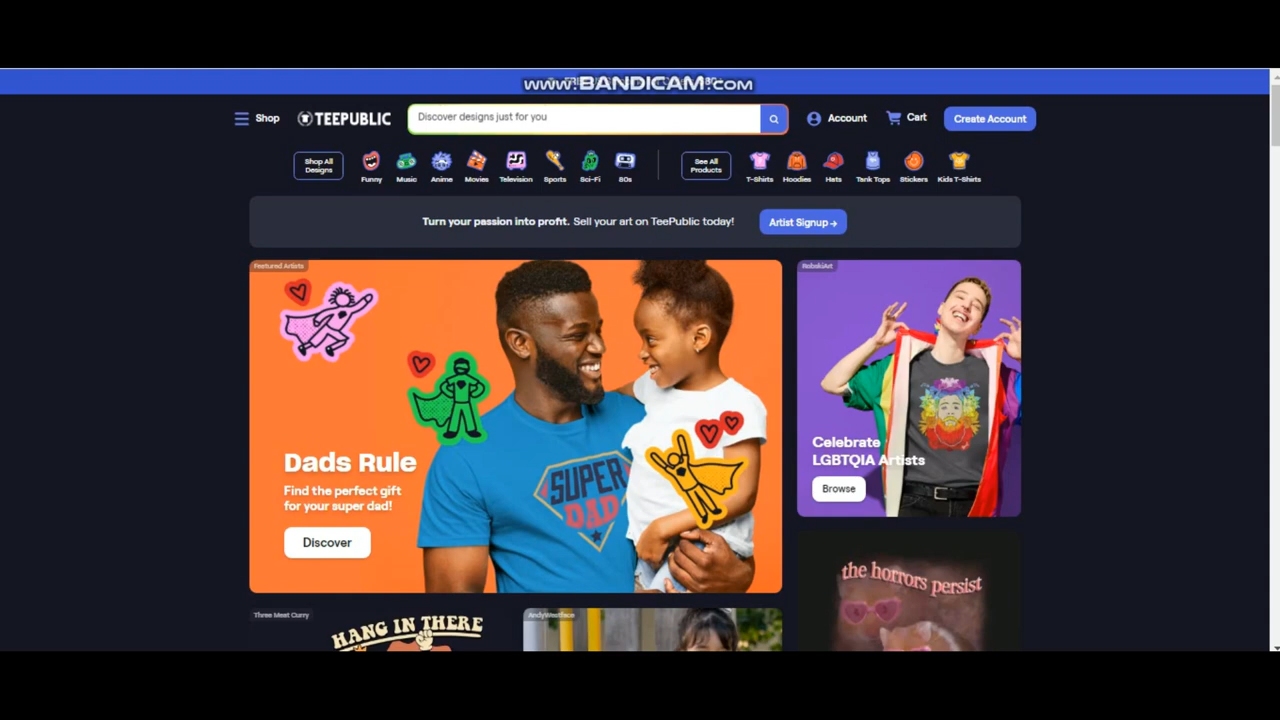 www.BANDICAM.com
Shop
TEEPUBLIC
Discover designs just for you
Account
Cart
Create Account
Shop All
Designs
Funny
Music
Anime
Movies
Television
Sports
Sci-Fi
80s
See All
Products
T-Shirts
Hoodies
Hats
Tank Tops
Stickers
Kids T-Shirts
Turn your passion into profit. Sell your art on TeePublic today!
Artist Signup →
Featured Artists
SUPER
DAD
Dads Rule
Find the perfect gift
for your super dad!
Discover
RobskiArt
Celebrate
LGBTQIA Artists
Browse
the horrors persist
Three Meat Curry
HANG IN THERE
AndyWestface